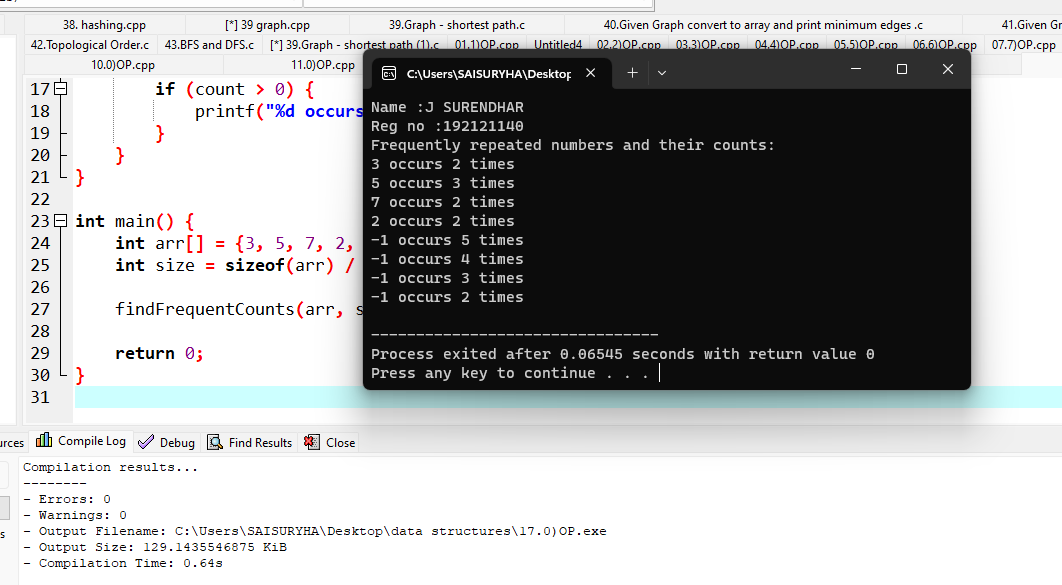 38. hashing.cpp [*] 39 graph.cpp 39.Graph - shortest path.c 40.Given Graph convert to array and print minimum edges .c 41.Given Gr
42.Topological Order.c 43.BFS and DFS.c [*] 39.Graph - shortest path (1).c 01.1)OP.cpp Untitled4 02.2)OP.cpp 03.3)OP.cpp 04.4)OP.cpp 05.5)OP.cpp 06.6)OP.cpp 07.7)OP.cpp
10.0)OP.cpp 11.0)OP.cpp
17 if (count > 0) {
18 printf("%d occurs
19 }
20 }
21 }
22
23 int main() {
24 int arr[] = {3, 5, 7, 2,
25 int size = sizeof(arr) /
26
27 findFrequentCounts(arr, s
28
29 return 0;
30 }
31
C:\Users\SAISURYHA\Desktop
Name :J SURENDHAR
Reg no :192121140
Frequently repeated numbers and their counts:
3 occurs 2 times
5 occurs 3 times
7 occurs 2 times
2 occurs 2 times
-1 occurs 5 times
-1 occurs 4 times
-1 occurs 3 times
-1 occurs 2 times
--------------------------------
Process exited after 0.06545 seconds with return value 0
Press any key to continue . . .
urces Compile Log Debug Find Results Close
Compilation results...
--------
- Errors: 0
- Warnings: 0
- Output Filename: C:\Users\SAISURYHA\Desktop\data structures\17.0)OP.exe
- Output Size: 129.1435546875 KiB
- Compilation Time: 0.64s